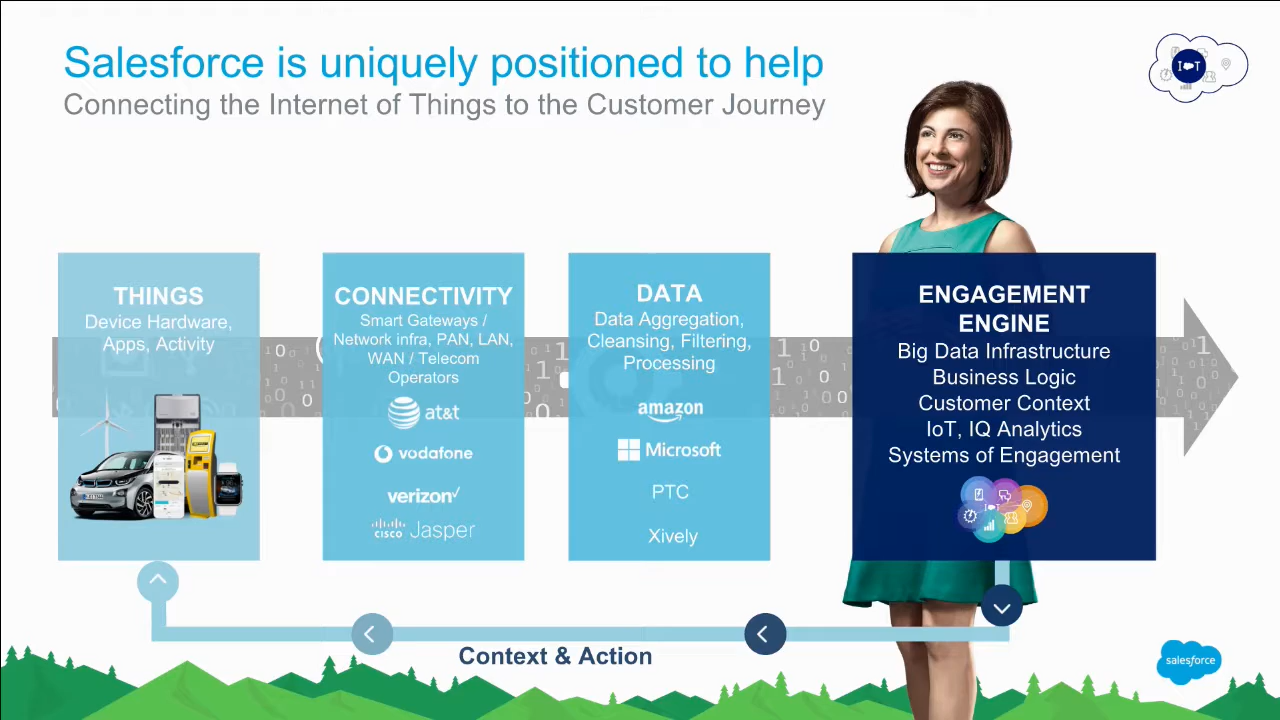 Salesforce is uniquely positioned to help
Connecting the Internet of Things to the Customer Journey
IoT
THINGS
Device Hardware,
Apps, Activity
CONNECTIVITY
Smart Gateways /
Network infra, PAN, LAN,
WAN / Telecom
Operators
at&t
vodafone
verizon
CISCO Jasper
DATA
Data Aggregation,
Cleansing, Filtering,
Processing
amazon
Microsoft
PTC
Xively
ENGAGEMENT
ENGINE
Big Data Infrastructure
Business Logic
Customer Context
IoT, IQ Analytics
Systems of Engagement
IoT
Context & Action
salesforce